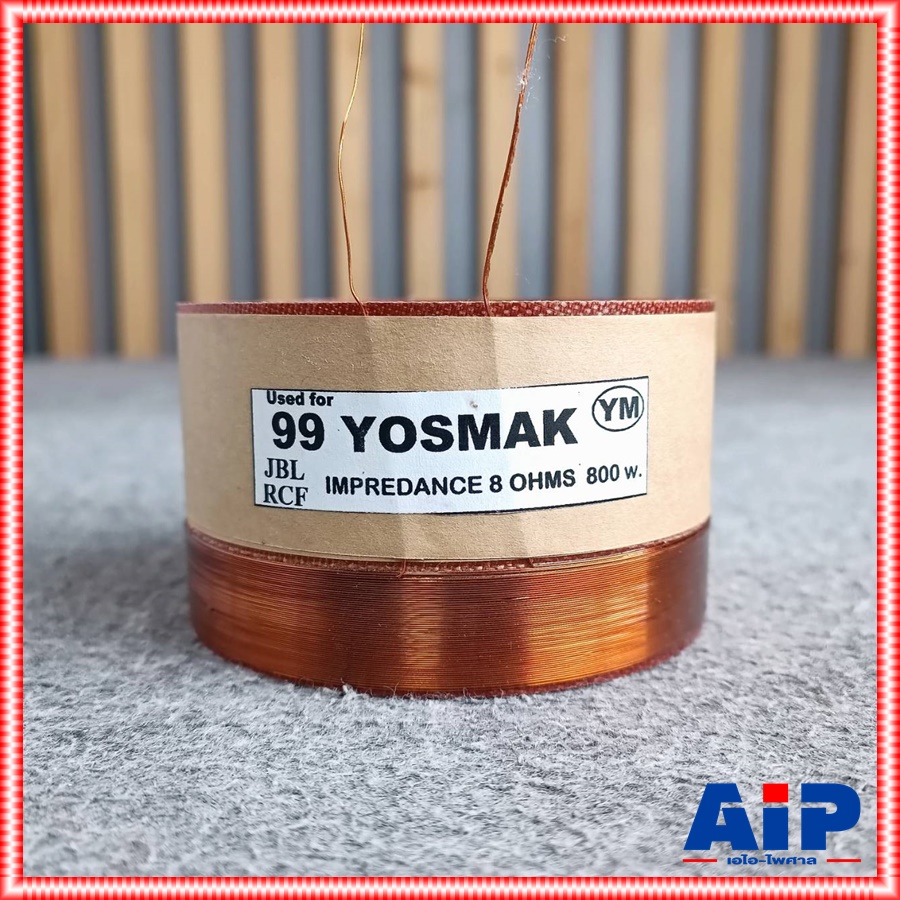 Used for
99 YOSMAK YM
JBL
RCF IMPREDANCE 8 OHMS 800 w.
AiP
เอไอ-ไพศาล